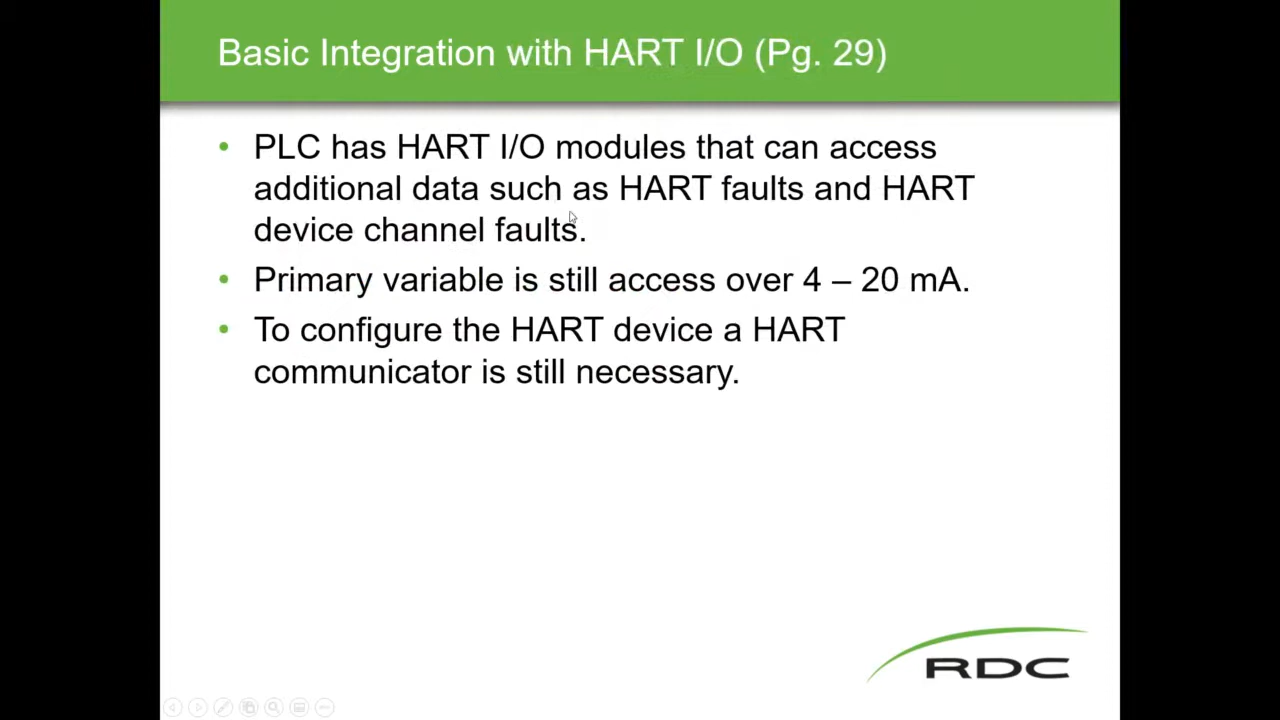 Basic Integration with HART I/O (Pg. 29)
• PLC has HART I/O modules that can access
additional data such as HART faults and HART
device channel faults.
• Primary variable is still access over 4 – 20 mA.
• To configure the HART device a HART
communicator is still necessary.
RDC